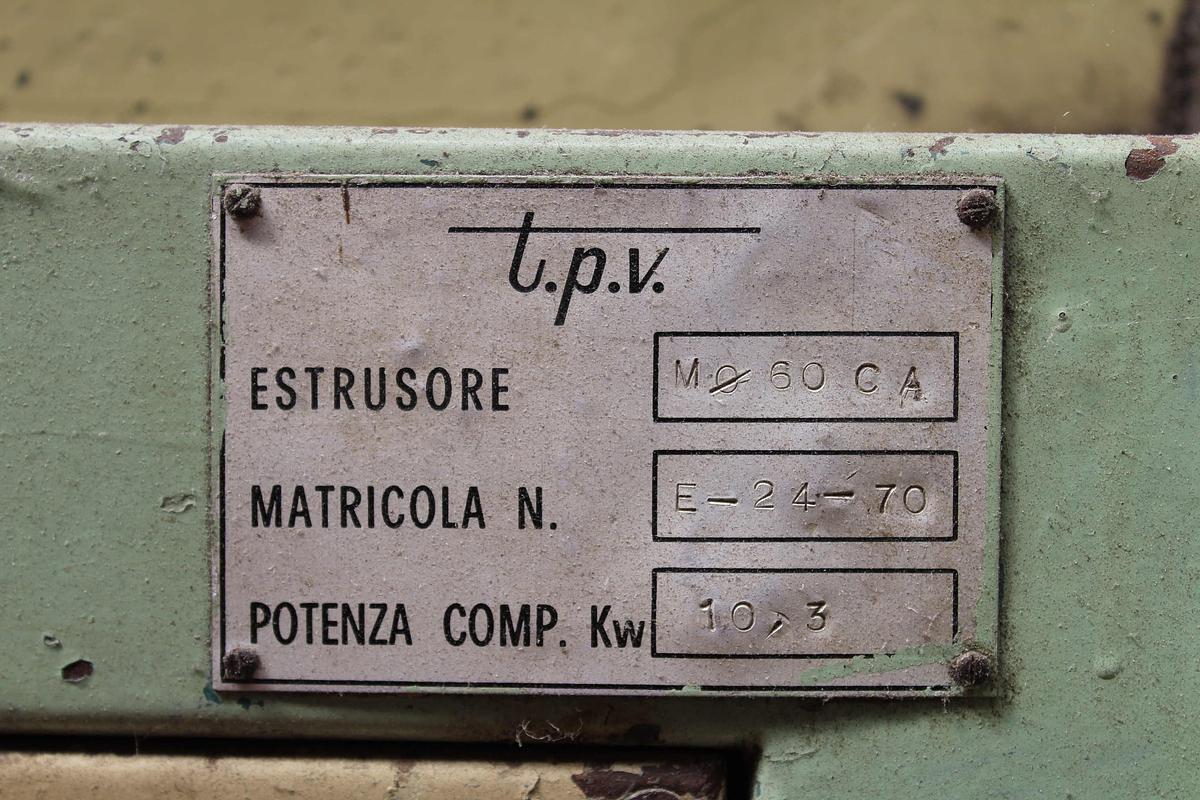 t.p.v.
ESTRUSORE MØ 60 CA
MATRICOLA N. E-24-70
POTENZA COMP. Kw 10,3